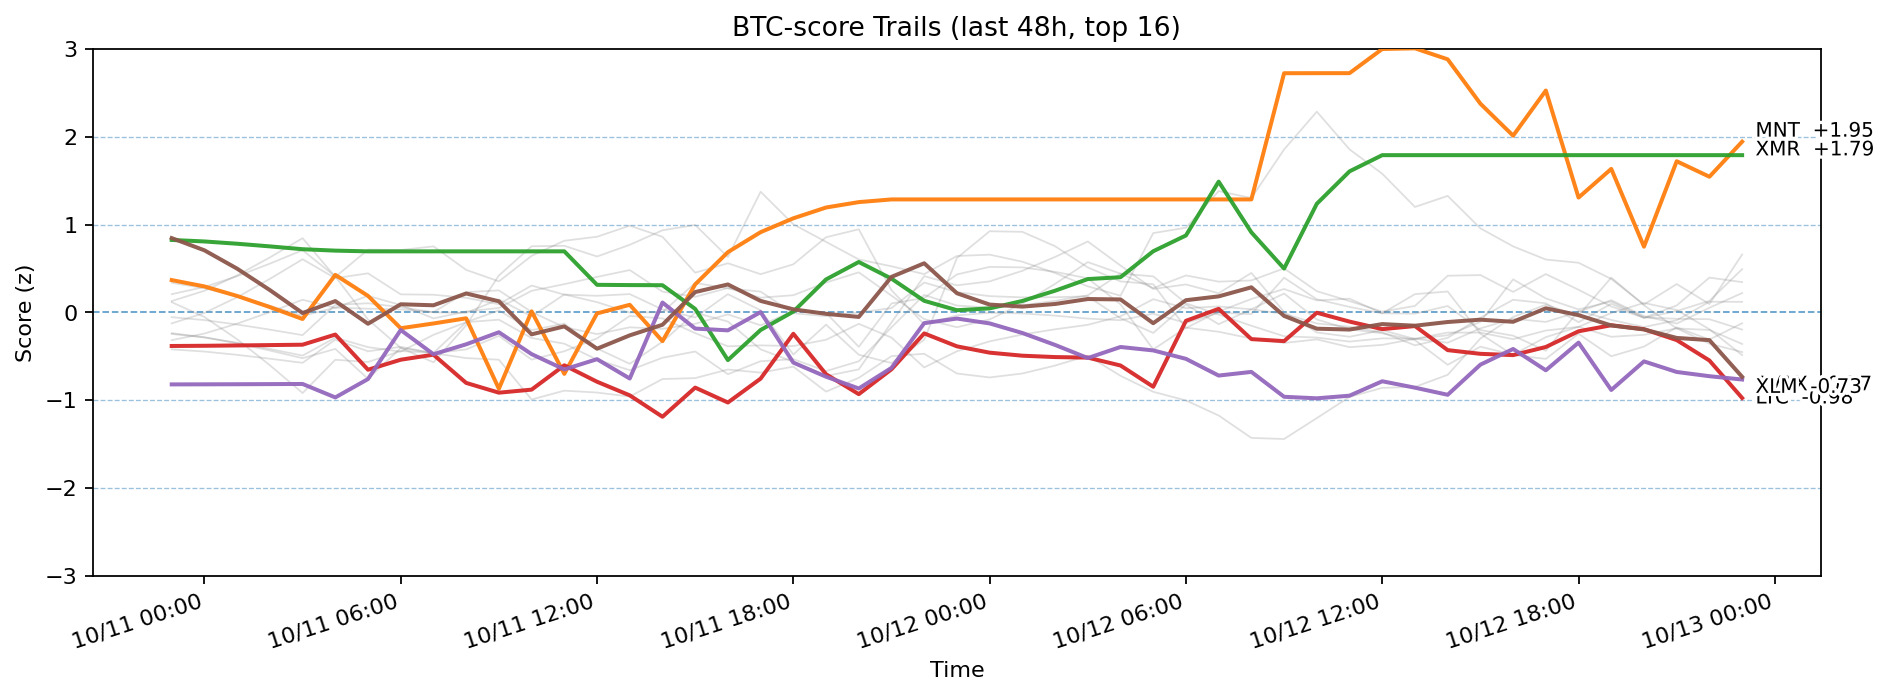 BTC-score Trails (last 48h, top 16)
Score (z)
3
2
1
0
−1
−2
−3
MNT +1.95
XMR +1.79
XLM -0.73
LTC -0.98
10/11 00:00
10/11 06:00
10/11 12:00
10/11 18:00
10/12 00:00
10/12 06:00
10/12 12:00
10/12 18:00
10/13 00:00
Time